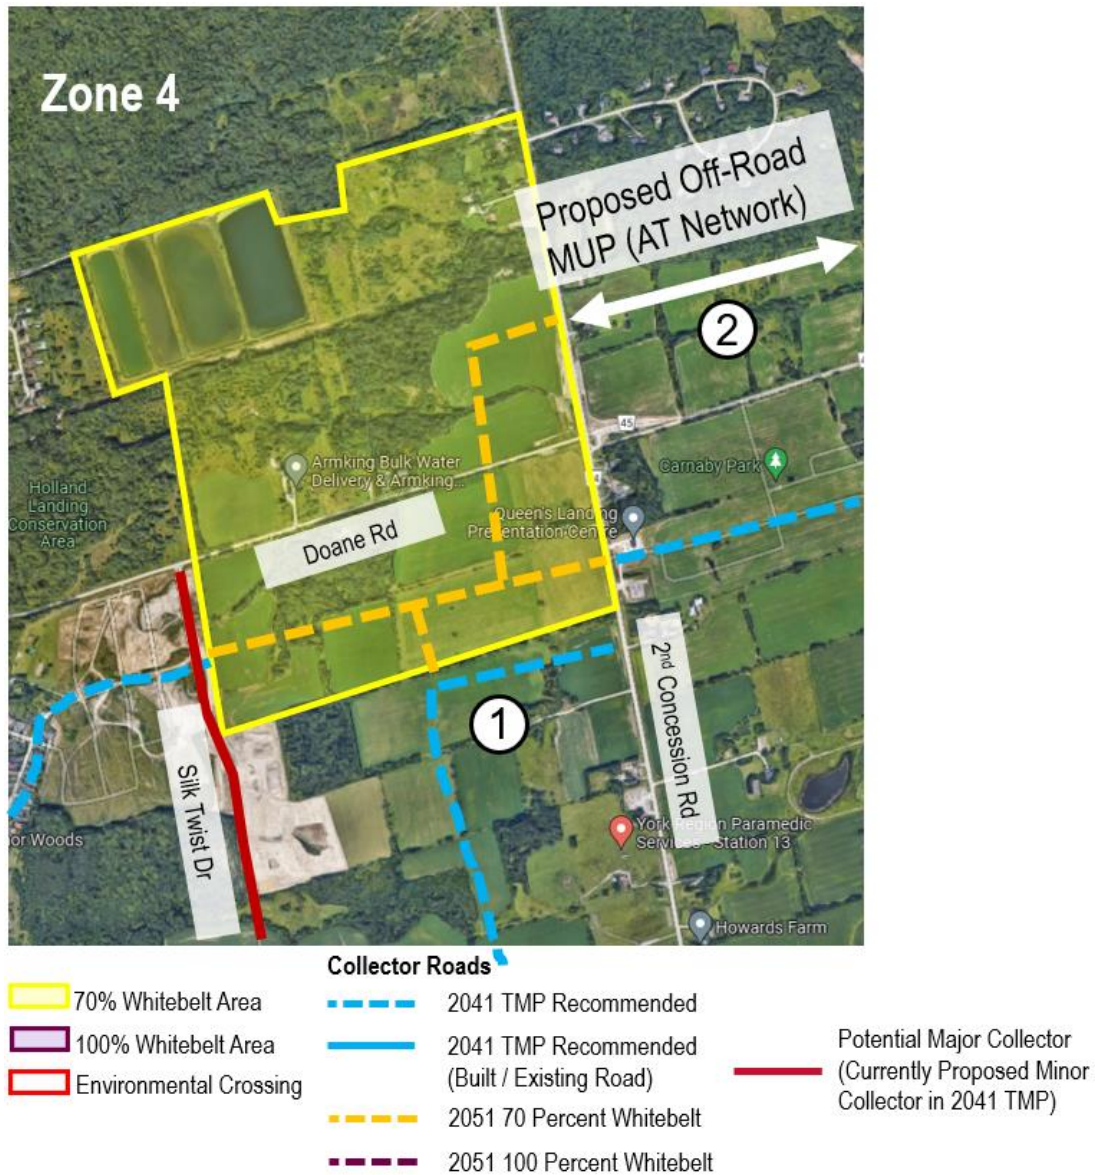 Zone 4
Proposed Off-Road
MUP (AT Network)
2
45
Armking Bulk Water
Delivery & Armking...
Carnaby Park
Holland
Landing
Conservation
Area
Queen's Landing
Presentation Centre
Doane Rd
1
2nd Concession Rd
Silk Twist Dr
or Woods
York Region Paramedic
Services - Station 13
Howards Farm
Collector Roads
70% Whitebelt Area
100% Whitebelt Area
Environmental Crossing
2041 TMP Recommended
2041 TMP Recommended
(Built / Existing Road)
2051 70 Percent Whitebelt
2051 100 Percent Whitebelt
Potential Major Collector
(Currently Proposed Minor
Collector in 2041 TMP)